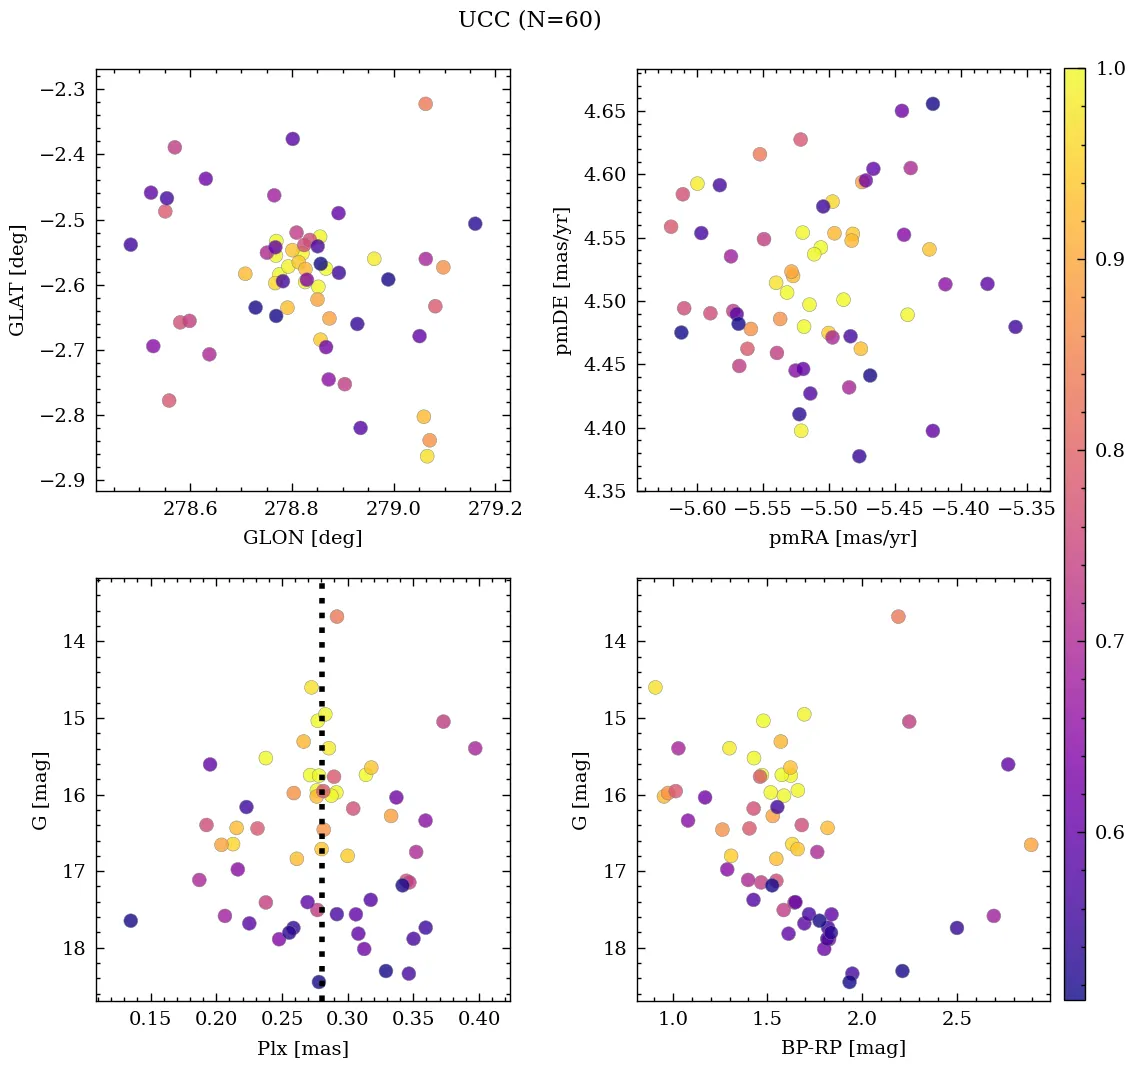 UCC (N=60)
−2.3
−2.4
−2.5
−2.6
−2.7
−2.8
−2.9
GLAT [deg]
278.6 278.8 279.0 279.2
GLON [deg]
4.65
4.60
4.55
4.50
4.45
4.40
4.35
pmDE [mas/yr]
−5.60 −5.55 −5.50 −5.45 −5.40 −5.35
pmRA [mas/yr]
1.0
0.9
0.8
0.7
0.6
14
15
16
17
18
G [mag]
0.15 0.20 0.25 0.30 0.35 0.40
Plx [mas]
14
15
16
17
18
G [mag]
1.0 1.5 2.0 2.5
BP-RP [mag]